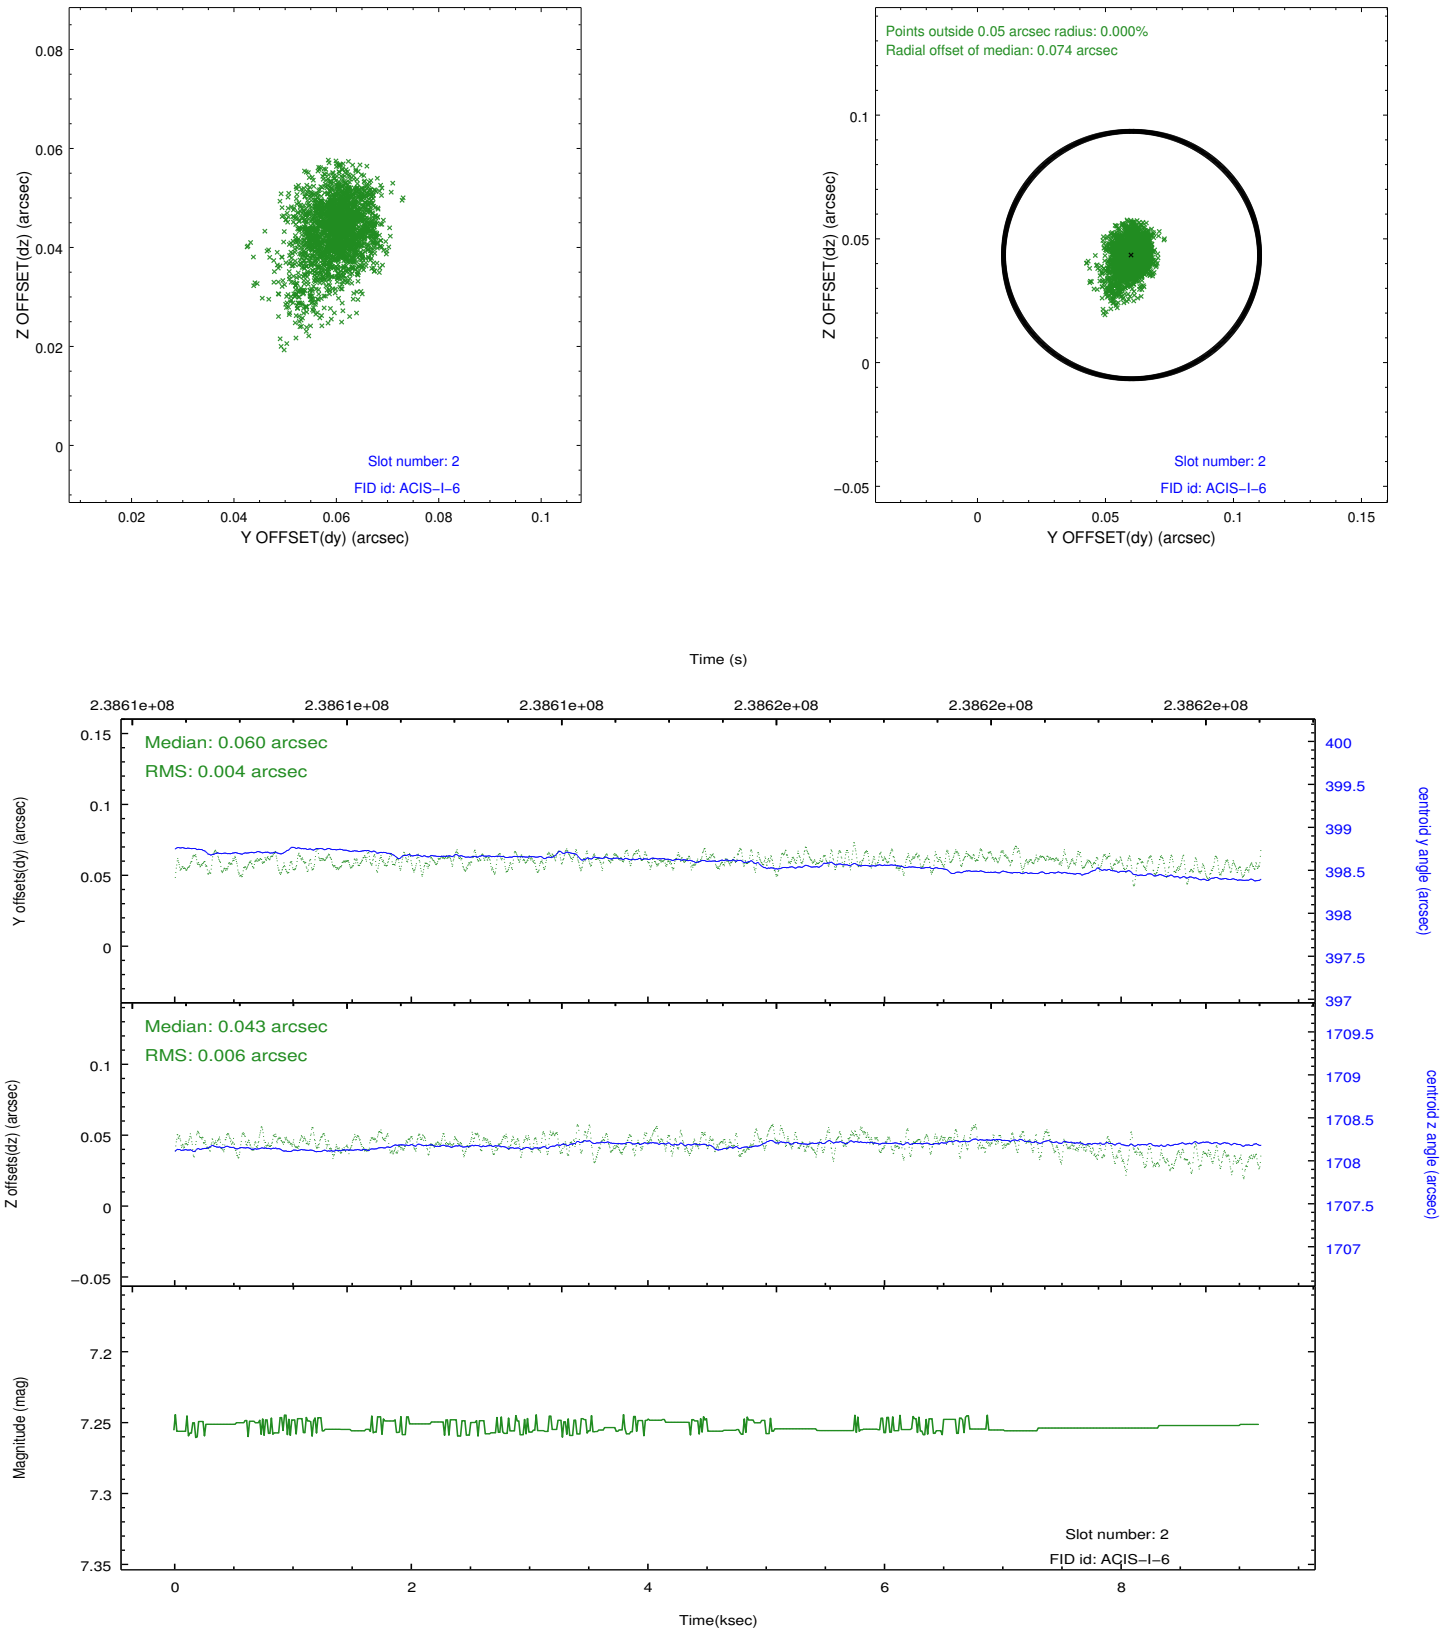 0.08
0.06
0.04
0.02
0
Z OFFSET(dz) (arcsec)
Slot number: 2
FID id: ACIS−I−6
0.02 0.04 0.06 0.08 0.1
Y OFFSET(dy) (arcsec)
Points outside 0.05 arcsec radius: 0.000%
Radial offset of median: 0.074 arcsec
0.1
0.05
0
−0.05
Z OFFSET(dz) (arcsec)
Slot number: 2
FID id: ACIS−I−6
0 0.05 0.1 0.15
Y OFFSET(dy) (arcsec)
Time (s)
2.3861e+08 2.3861e+08 2.3861e+08 2.3862e+08 2.3862e+08 2.3862e+08
Median: 0.060 arcsec
RMS: 0.004 arcsec
0.15
0.1
0.05
0
Y offsets(dy) (arcsec)
400
399.5
399
398.5
398
397.5
397
centroid y angle (arcsec)
Median: 0.043 arcsec
RMS: 0.006 arcsec
0.1
0.05
0
−0.05
Z offsets(dz) (arcsec)
1709.5
1709
1708.5
1708
1707.5
1707
centroid z angle (arcsec)
7.2
7.25
7.3
7.35
Magnitude (mag)
Slot number: 2
FID id: ACIS−I−6
0 2 4 6 8
Time(ksec)